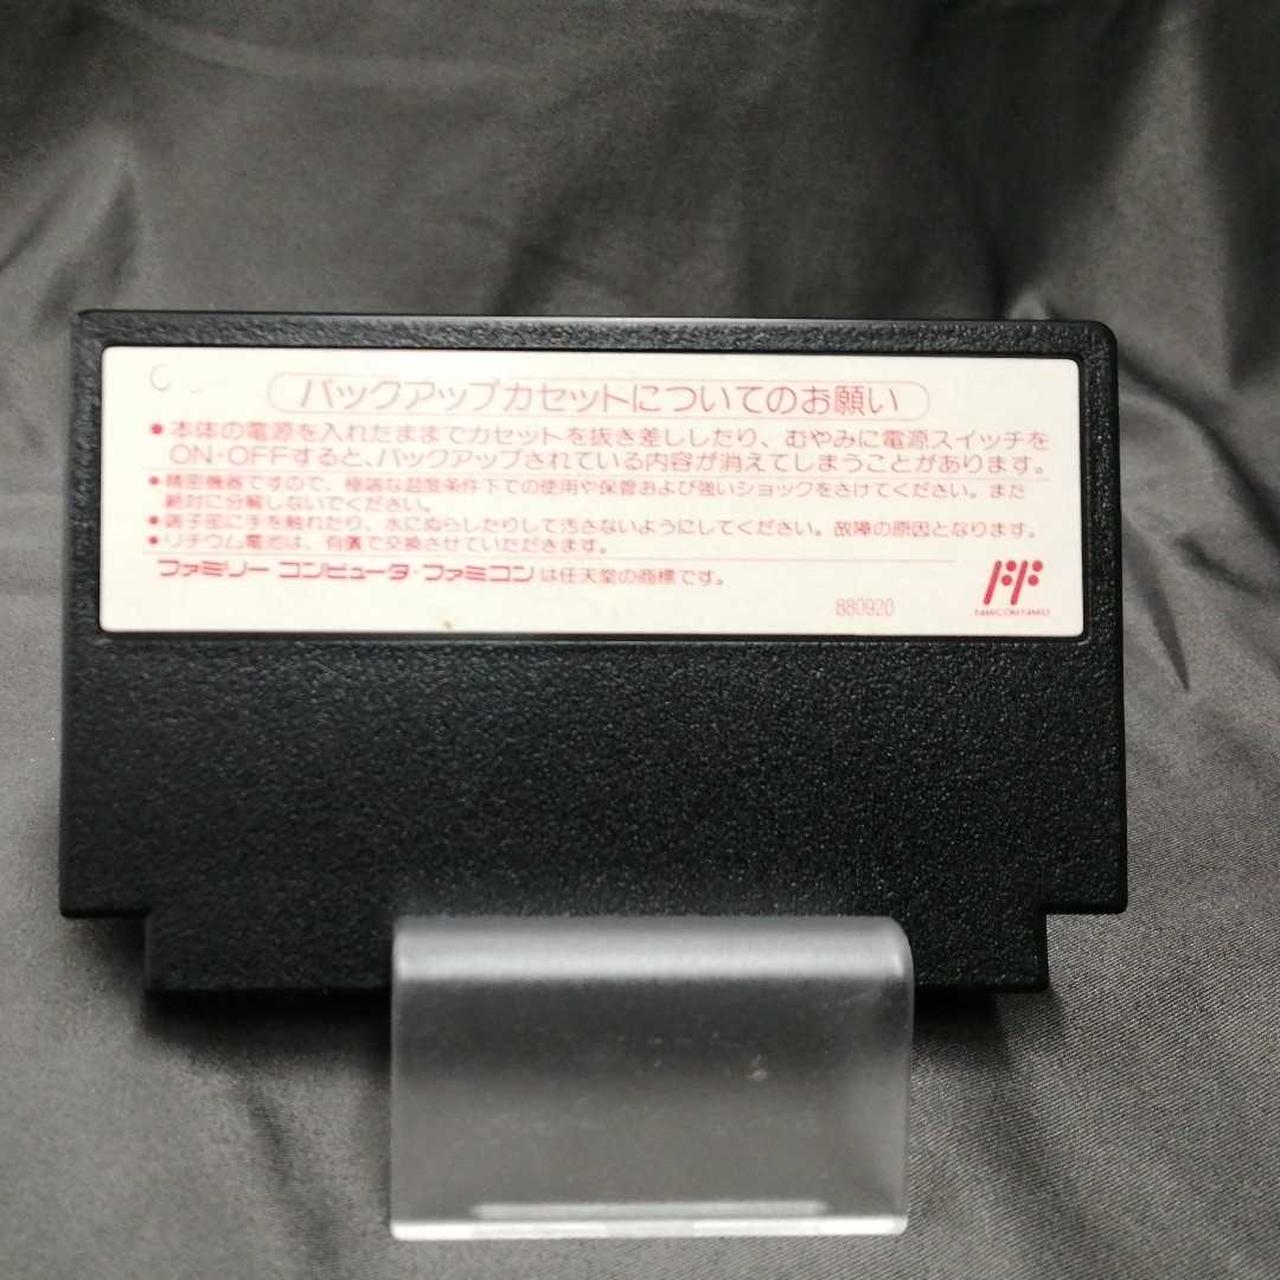 バックアップカセットについてのお願い
●本体の電源を入れたままでカセットを抜き差ししたり、むやみに電源スイッチを
ON・OFFすると、バックアップされている内容が消えてしまうことがあります。
●精密機器ですので、極端な温度条件下での使用や保管および強いショックをさけてください。また
絶対に分解しないでください。
●端子部に手を触れたり、水にぬらしたりして汚さないようにしてください。故障の原因となります。
●リチウム電池は、有償で交換させていただきます。
ファミリーコンピュータ・ファミコンは任天堂の商標です。
880920
FF
FAMICOM FAMILY